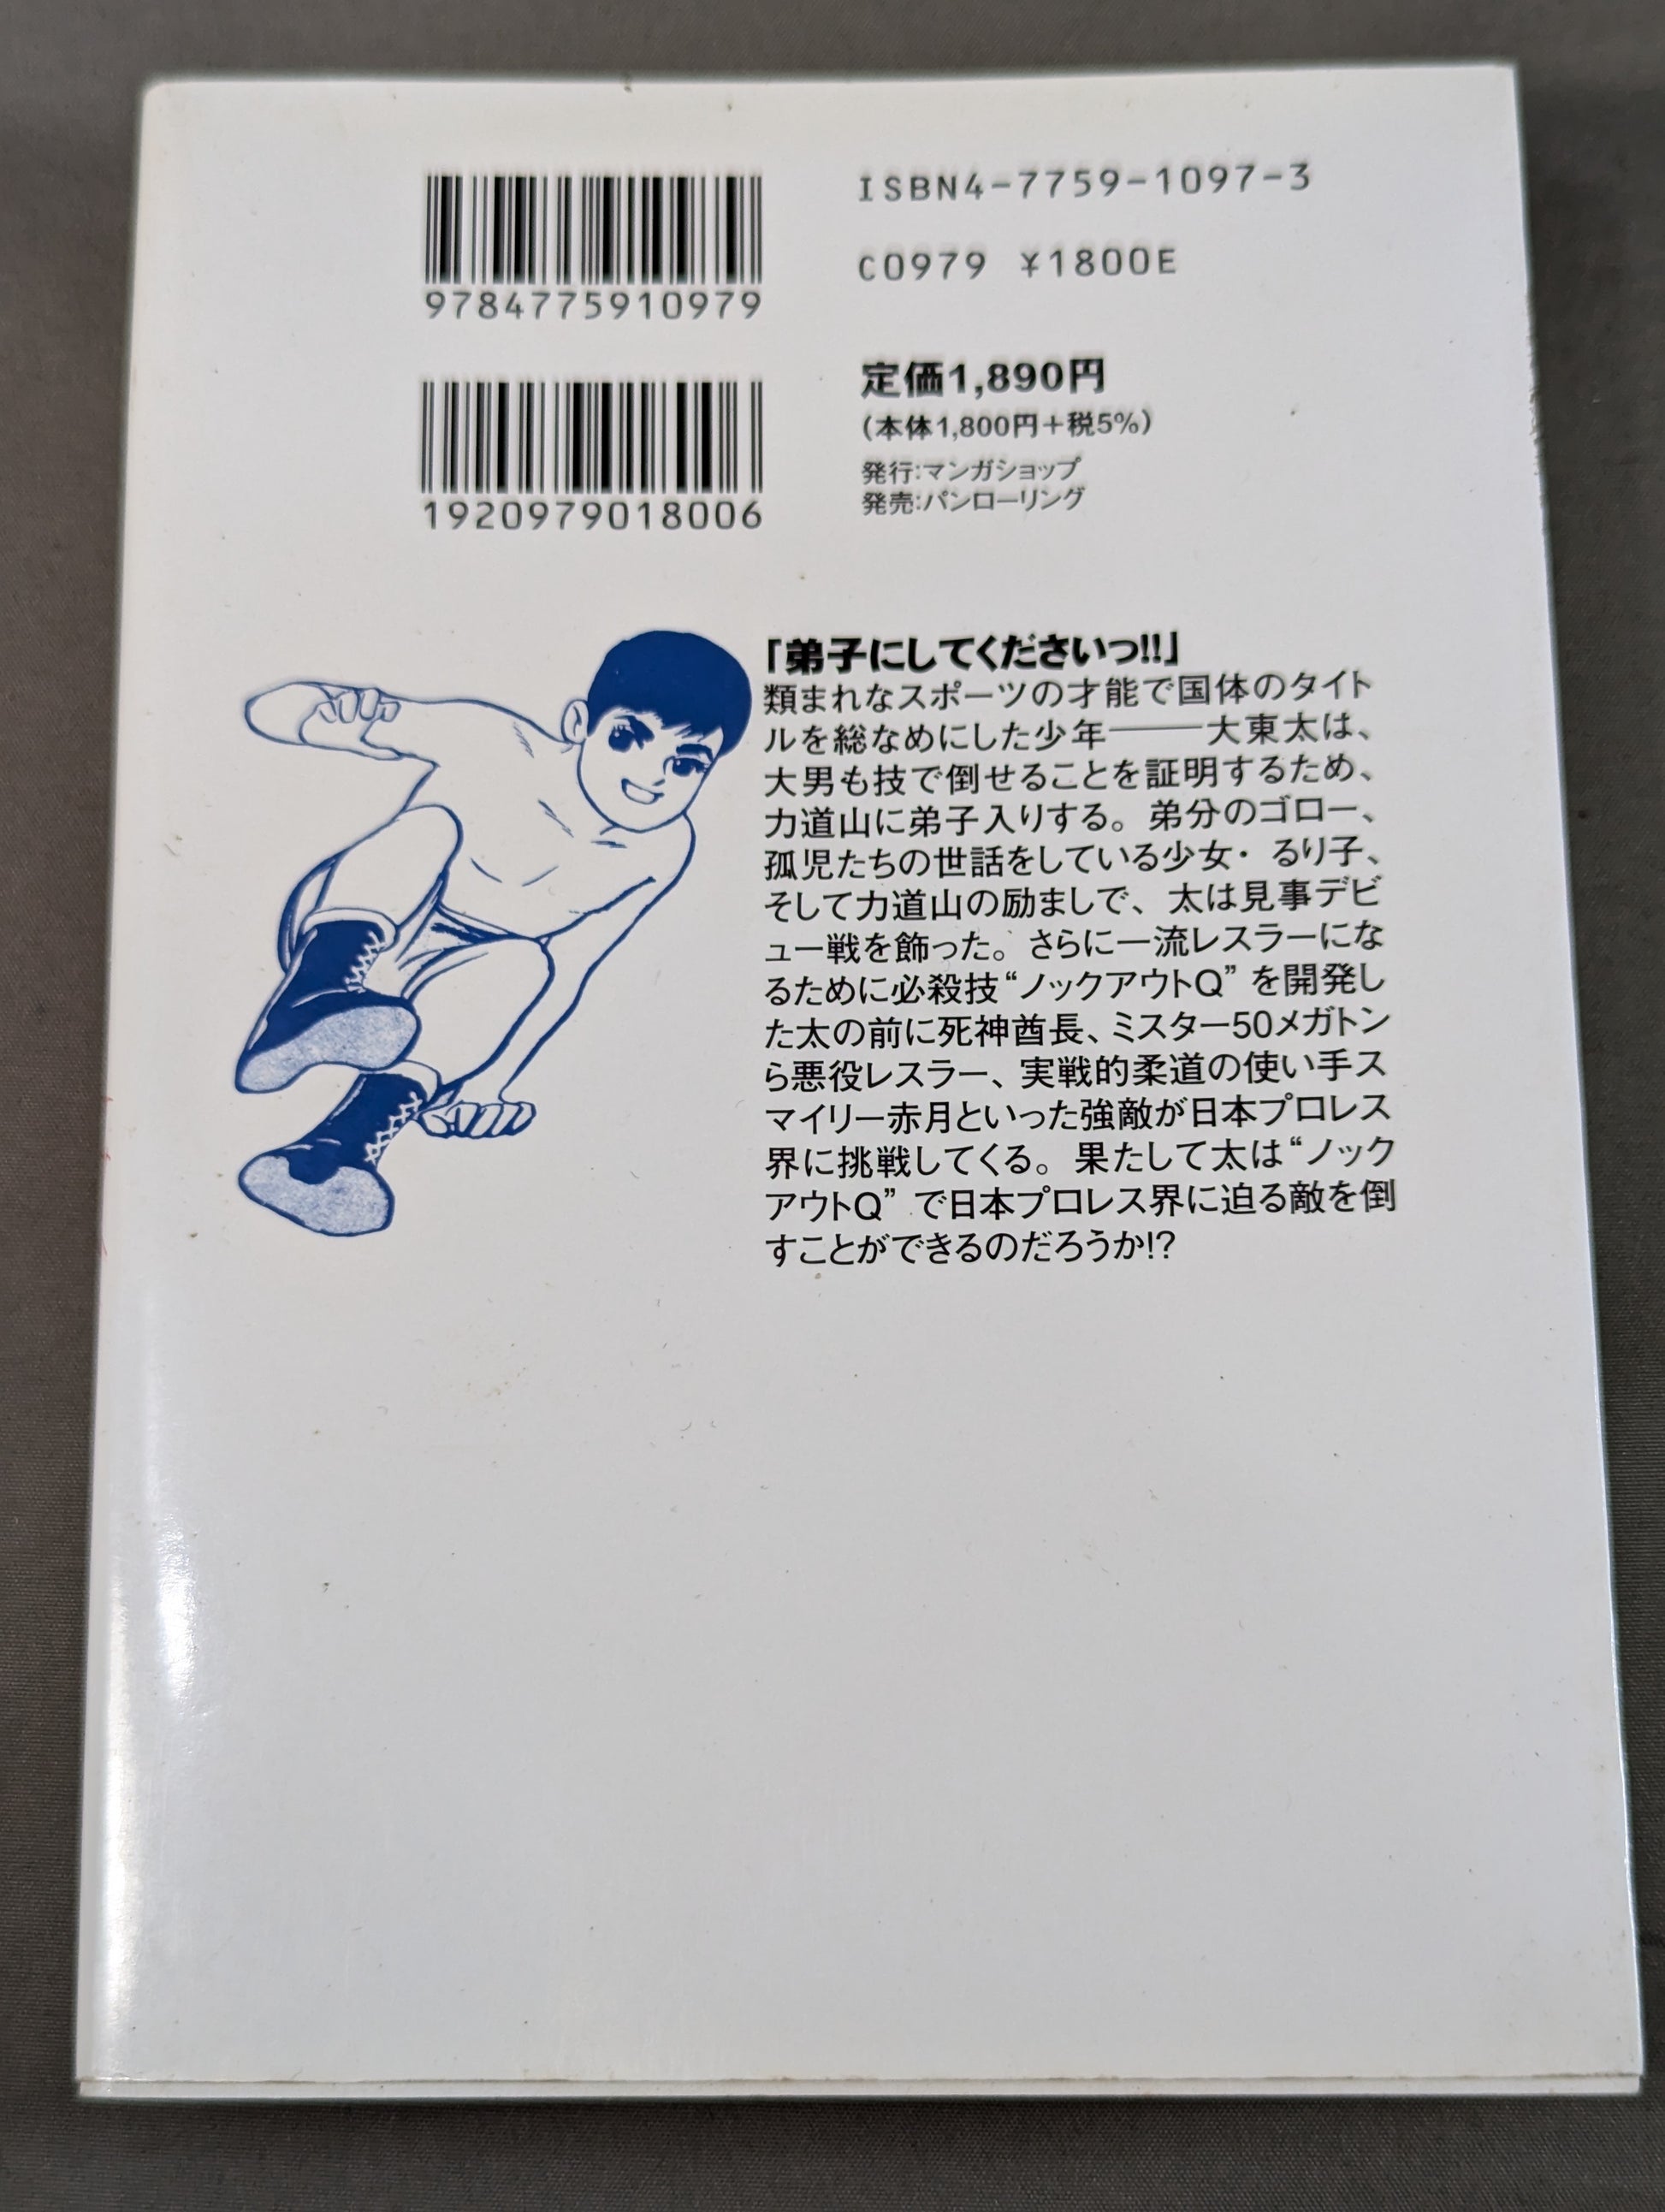 9784775910979
ISBN4-7759-1097-3
C0979 ¥1800E
1920979018006
定価1,890円
(本体1,800円+税5%)
発行:マンガショップ
発売:パンローリング
「弟子にしてくださいっ!!」
類まれなスポーツの才能で国体のタイト
ルを総なめにした少年――大東太は、
大男も技で倒せることを証明するため、
力道山に弟子入りする。弟分のゴロー、
孤児たちの世話をしている少女・るり子、
そして力道山の励ましで、太は見事デビ
ュー戦を飾った。さらに一流レスラーにな
るために必殺技“ノックアウトQ”を開発し
た太の前に死神酋長、ミスター50メガトン
ら悪役レスラー、実戦的柔道の使い手ス
マイリー赤月といった強敵が日本プロレス
界に挑戦してくる。果たして太は“ノック
アウトQ”で日本プロレス界に迫る敵を倒
すことができるのだろうか!?